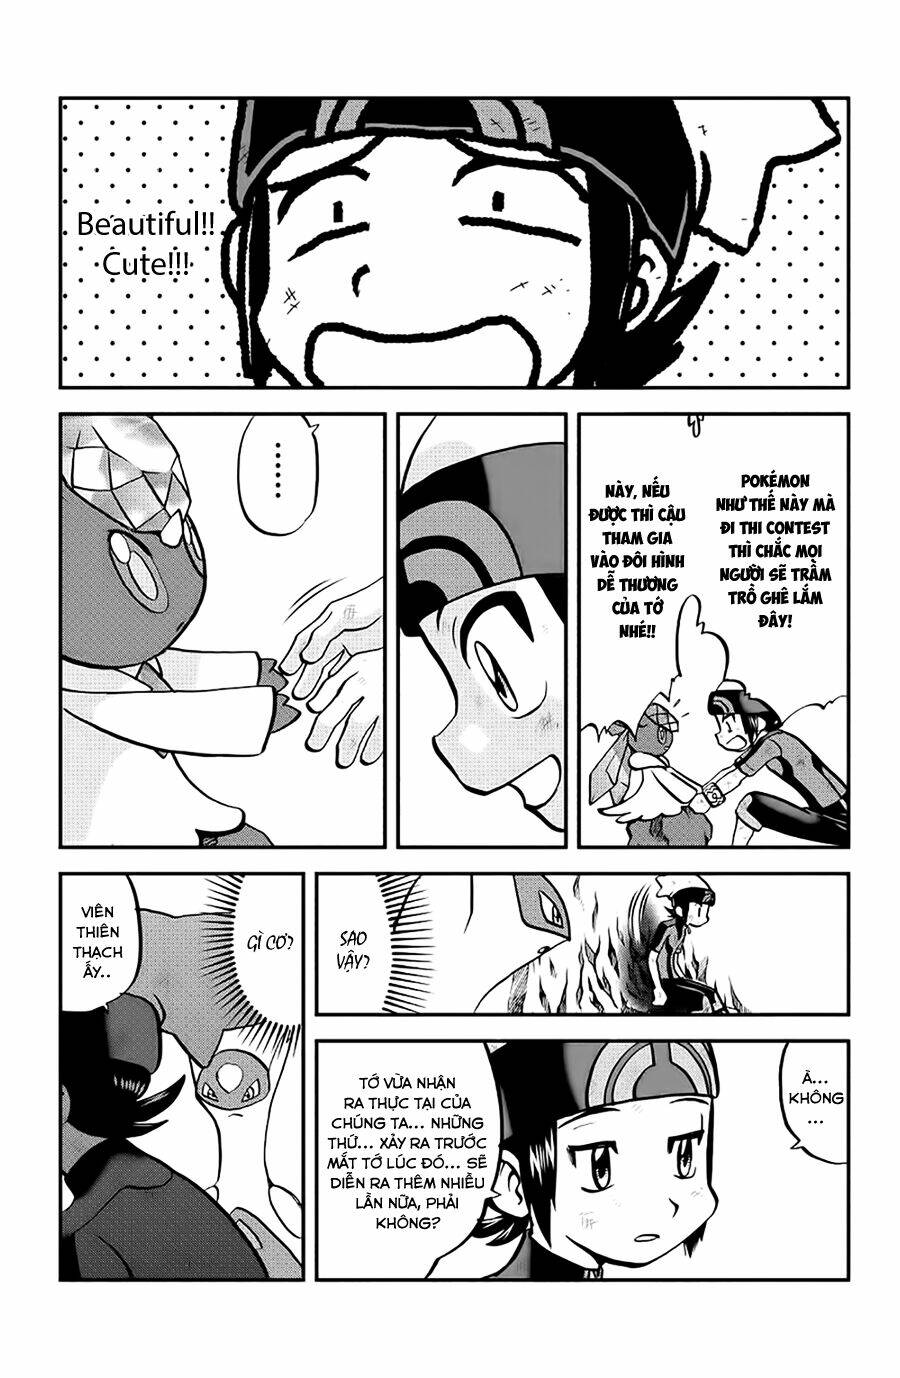 Beautiful!!
Cute!!!
POKÉMON
NHƯ THẾ NÀY MÀ
ĐI THI CONTEST
THÌ CHẮC MỌI
NGƯỜI SẼ TRẦM
TRỒ GHÊ LẮM
ĐÂY!
NÀY, NẾU
ĐƯỢC THÌ CẬU
THAM GIA
VÀO ĐÔI HÌNH
DỄ THƯƠNG
CỦA TỚ
NHÉ!!
......
SAO
VẬY?
GÌ CƠ?
VIÊN
THIÊN
THẠCH
ẤY..
À...
KHÔNG
...
TỚ VỪA NHẬN
RA THỰC TẠI CỦA
CHÚNG TA... NHỮNG
THỨ... XẢY RA TRƯỚC
MẮT TỚ LÚC ĐÓ... SẼ
DIỄN RA THÊM NHIỀU
LẦN NỮA, PHẢI
KHÔNG?